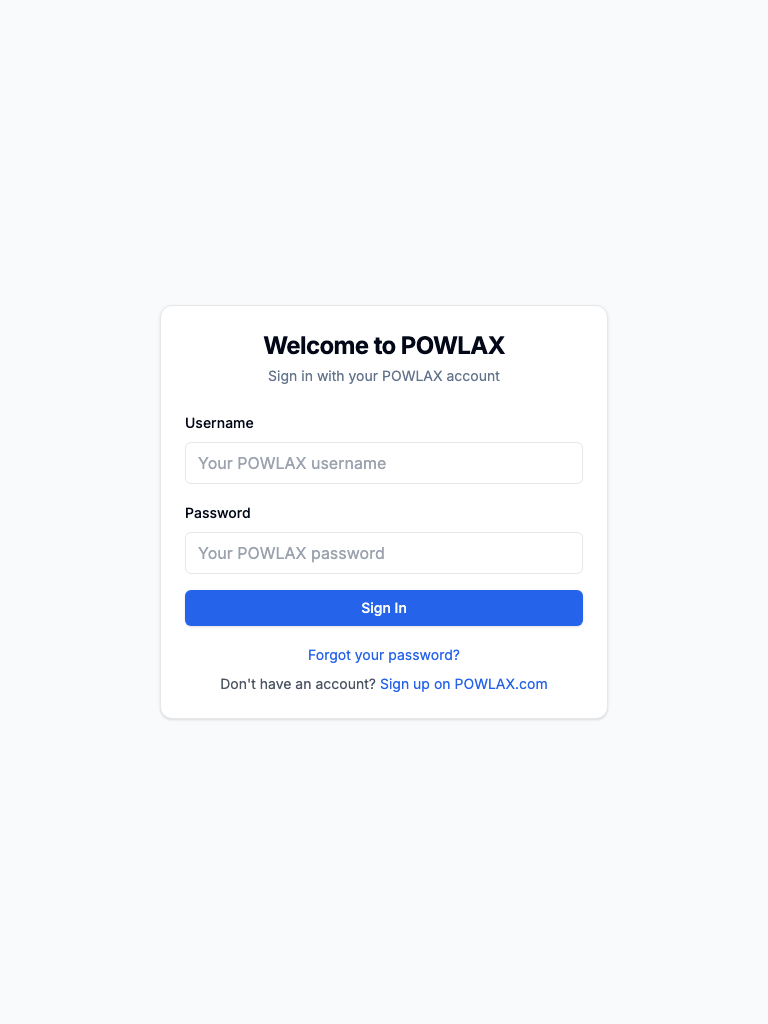 Welcome to POWLAX
Sign in with your POWLAX account
Username
Your POWLAX username
Password
Your POWLAX password
Sign In
Forgot your password?
Don't have an account? Sign up on POWLAX.com